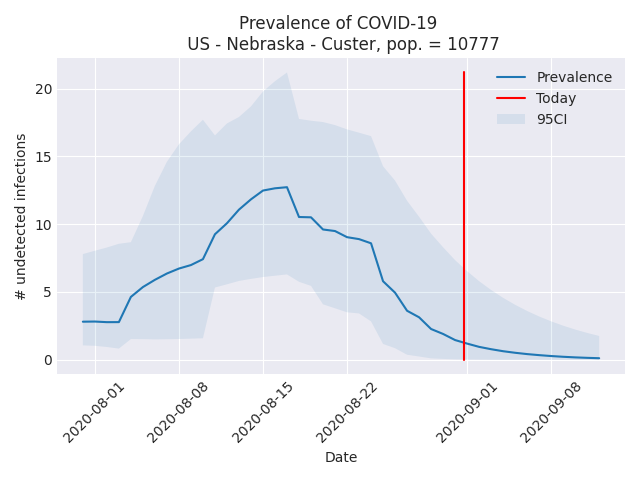 Prevalence of COVID-19
US - Nebraska - Custer, pop. = 10777
Prevalence
Today
95CI
# undetected infections
20
15
10
5
0
2020-08-01
2020-08-08
2020-08-15
2020-08-22
2020-09-01
2020-09-08
Date